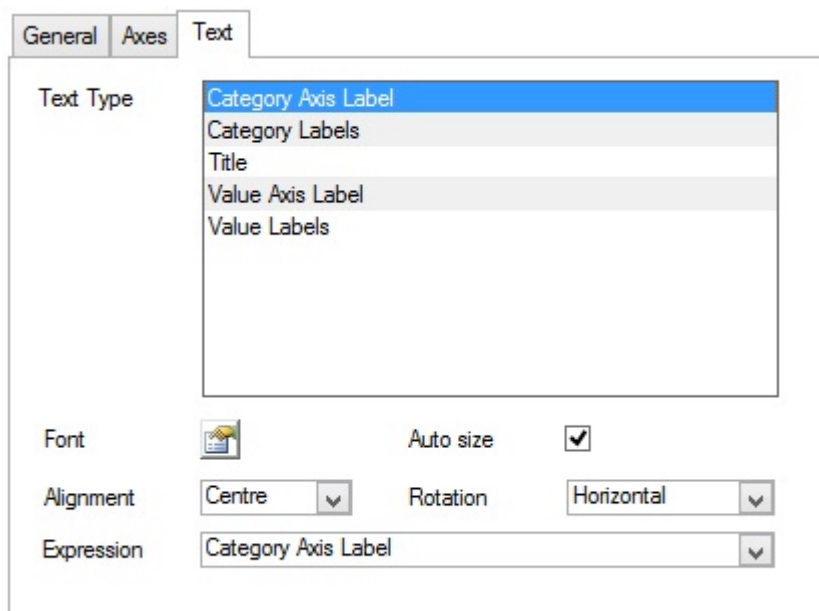 General Axes Text
Text Type
Category Axis Label
Category Labels
Title
Value Axis Label
Value Labels
Font Auto size
Alignment Centre Rotation Horizontal
Expression Category Axis Label